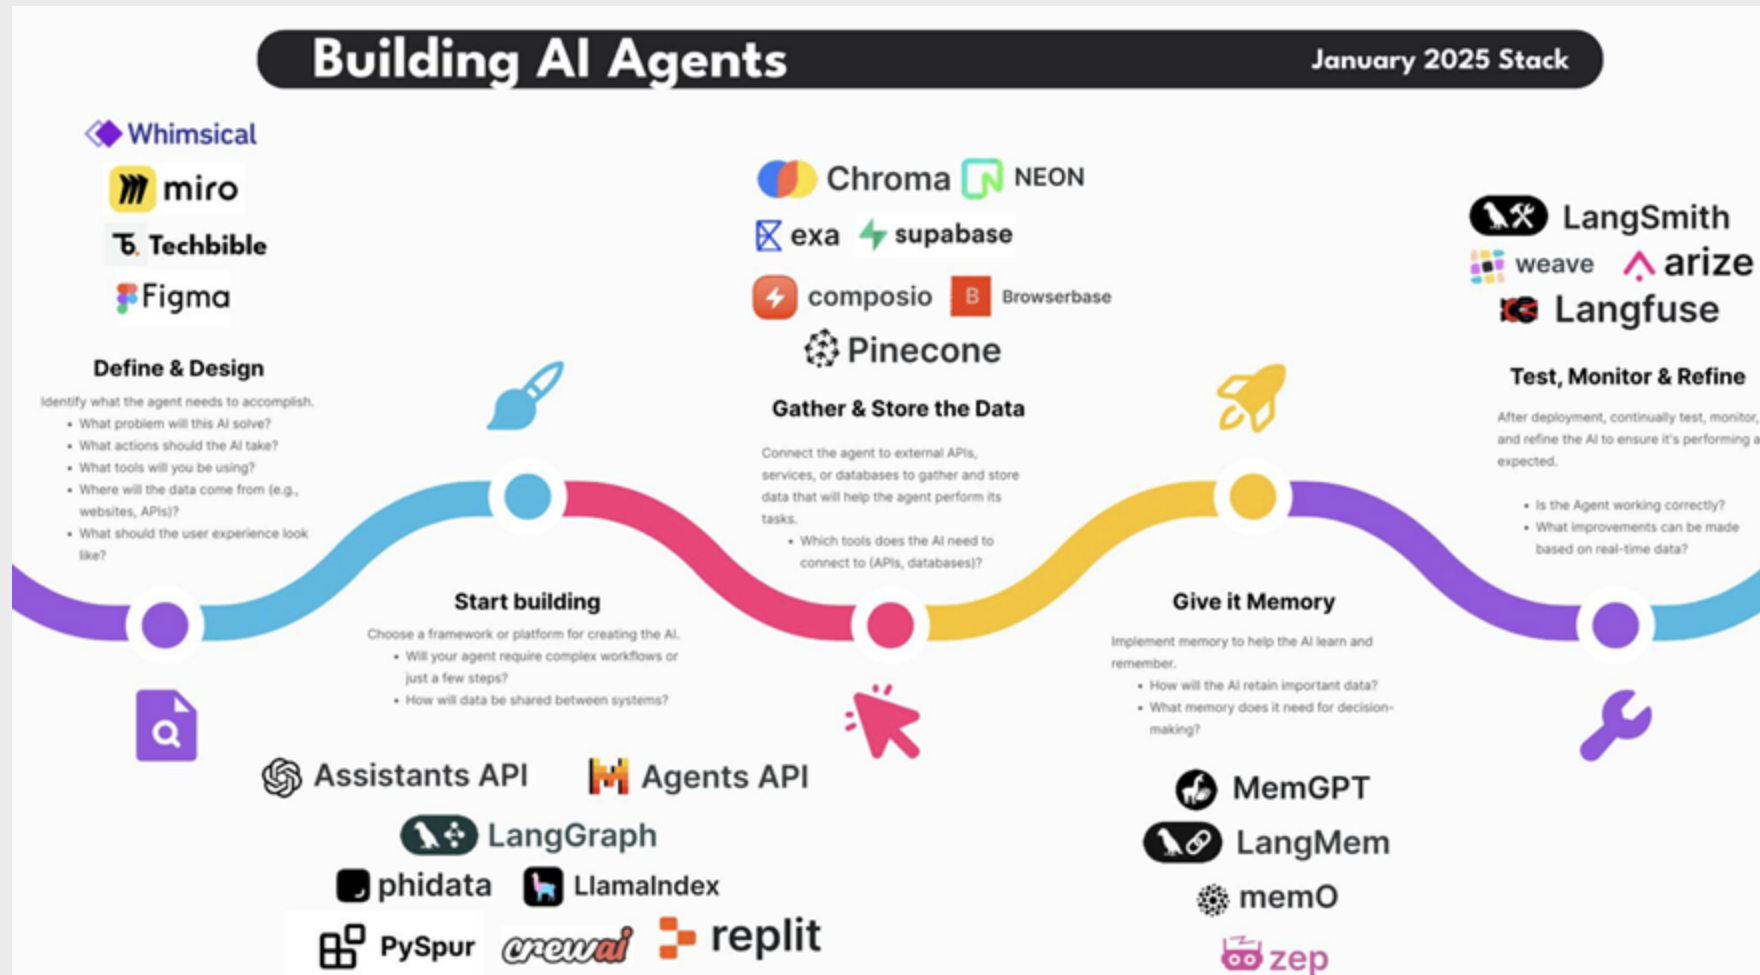 Building AI Agents
January 2025 Stack
Whimsical
miro
Techbible
Figma
Define & Design
Identify what the agent needs to accomplish.
• What problem will this AI solve?
• What actions should the AI take?
• What tools will you be using?
• Where will the data come from (e.g.,
websites, APIs)?
• What should the user experience look
like?
Start building
Choose a framework or platform for creating the AI.
• Will your agent require complex workflows or
just a few steps?
• How will data be shared between systems?
Assistants API
Agents API
LangGraph
phidata
LlamaIndex
PySpur
crewai
replit
Chroma
NEON
exa
supabase
composio
B
Browserbase
Pinecone
Gather & Store the Data
Connect the agent to external APIs,
services, or databases to gather and store
data that will help the agent perform its
tasks.
• Which tools does the AI need to
connect to (APIs, databases)?
Give it Memory
Implement memory to help the AI learn and
remember.
• How will the AI retain important data?
• What memory does it need for decision-
making?
MemGPT
LangMem
memO
zep
LangSmith
weave
arize
Langfuse
Test, Monitor & Refine
After deployment, continually test, monitor,
and refine the AI to ensure it's performing a
expected.
• Is the Agent working correctly?
• What improvements can be made
based on real-time data?